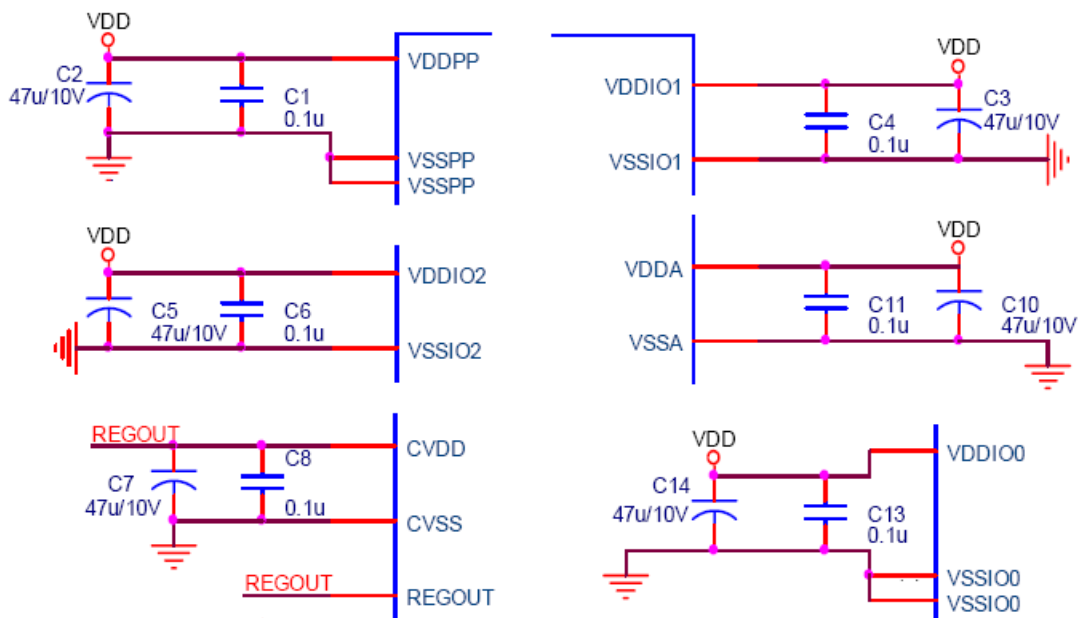 VDD
C2
47u/10V
C1
0.1u
VDDPP
VSSPP
VSSPP
VDD
VDDIO1
C4
0.1u
C3
47u/10V
VSSIO1
VDD
C5
47u/10V
C6
0.1u
VDDIO2
VSSIO2
VDD
VDDA
C11
0.1u
C10
47u/10V
VSSA
REGOUT
C7
47u/10V
C8
0.1u
CVDD
CVSS
REGOUT
REGOUT
VDD
C14
47u/10V
C13
0.1u
VDDIO0
VSSIO0
VSSIO0